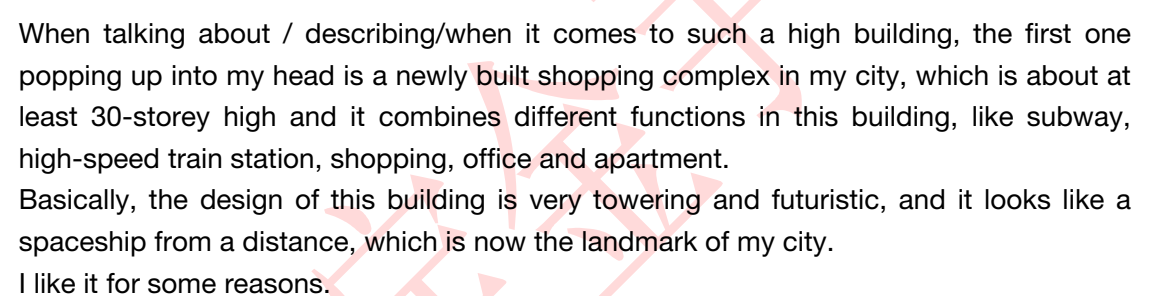 When talking about / describing/when it comes to such a high building, the first one
popping up into my head is a newly built shopping complex in my city, which is about at
least 30-storey high and it combines different functions in this building, like subway,
high-speed train station, shopping, office and apartment.
Basically, the design of this building is very towering and futuristic, and it looks like a
spaceship from a distance, which is now the landmark of my city.
I like it for some reasons.